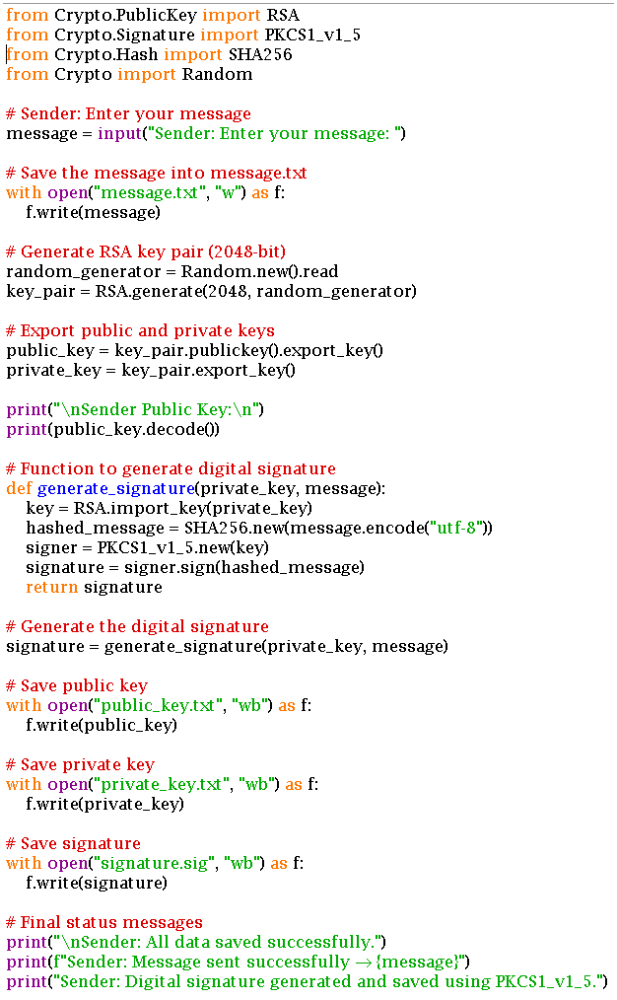 from Crypto.PublicKey import RSA
from Crypto.Signature import PKCS1_v1_5
from Crypto.Hash import SHA256
from Crypto import Random

# Sender: Enter your message
message = input("Sender: Enter your message: ")

# Save the message into message.txt
with open("message.txt", "w") as f:
    f.write(message)

# Generate RSA key pair (2048-bit)
random_generator = Random.new().read
key_pair = RSA.generate(2048, random_generator)

# Export public and private keys
public_key = key_pair.publickey().export_key()
private_key = key_pair.export_key()

print("\nSender Public Key:\n")
print(public_key.decode())

# Function to generate digital signature
def generate_signature(private_key, message):
    key = RSA.import_key(private_key)
    hashed_message = SHA256.new(message.encode("utf-8"))
    signer = PKCS1_v1_5.new(key)
    signature = signer.sign(hashed_message)
    return signature

# Generate the digital signature
signature = generate_signature(private_key, message)

# Save public key
with open("public_key.txt", "wb") as f:
    f.write(public_key)

# Save private key
with open("private_key.txt", "wb") as f:
    f.write(private_key)

# Save signature
with open("signature.sig", "wb") as f:
    f.write(signature)

# Final status messages
print("\nSender: All data saved successfully.")
print(f"Sender: Message sent successfully → {message}")
print("Sender: Digital signature generated and saved using PKCS1_v1_5.")